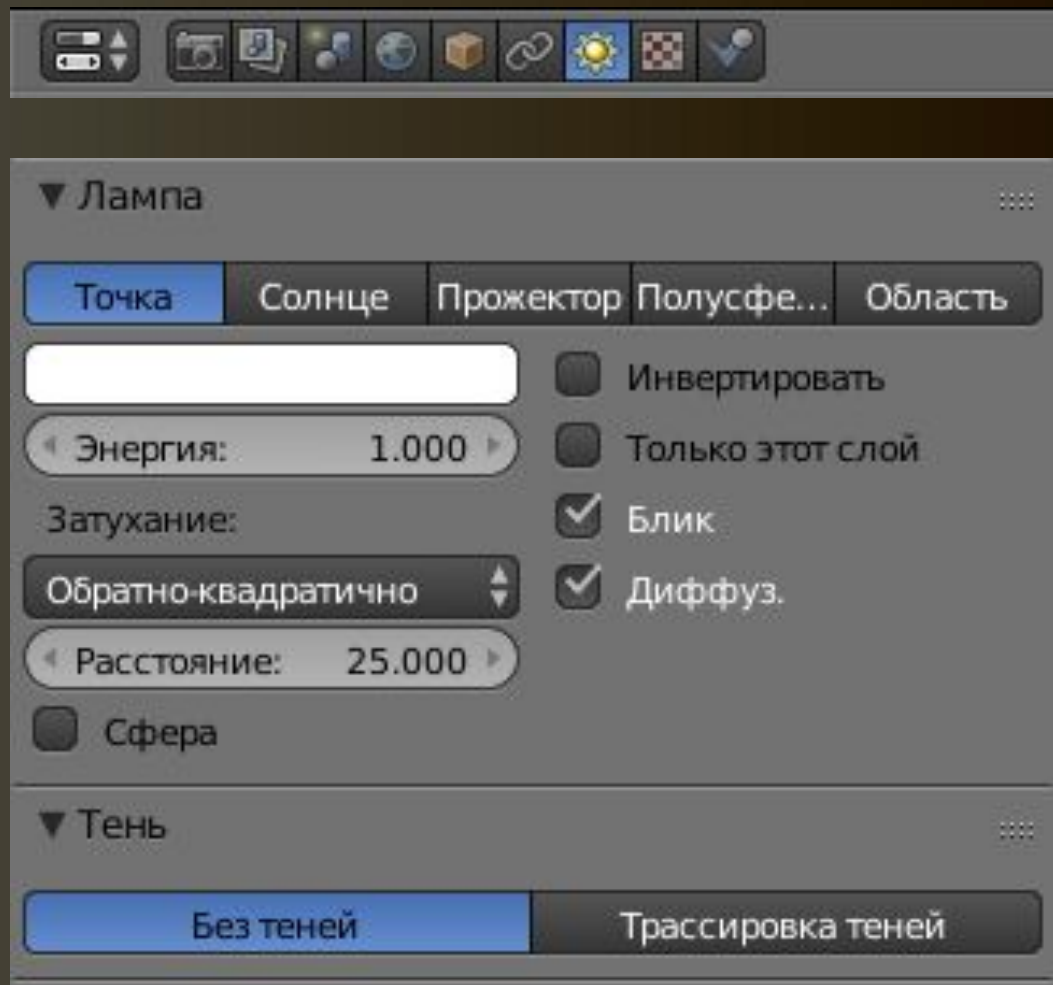 Лампа
Точка Солнце Прожектор Полусфе... Область
Инвертировать
Энергия: 1.000 Только этот слой
Затухание: Блик
Обратно-квадратично Диффуз.
Расстояние: 25.000
Сфера
Тень
Без теней Трассировка теней